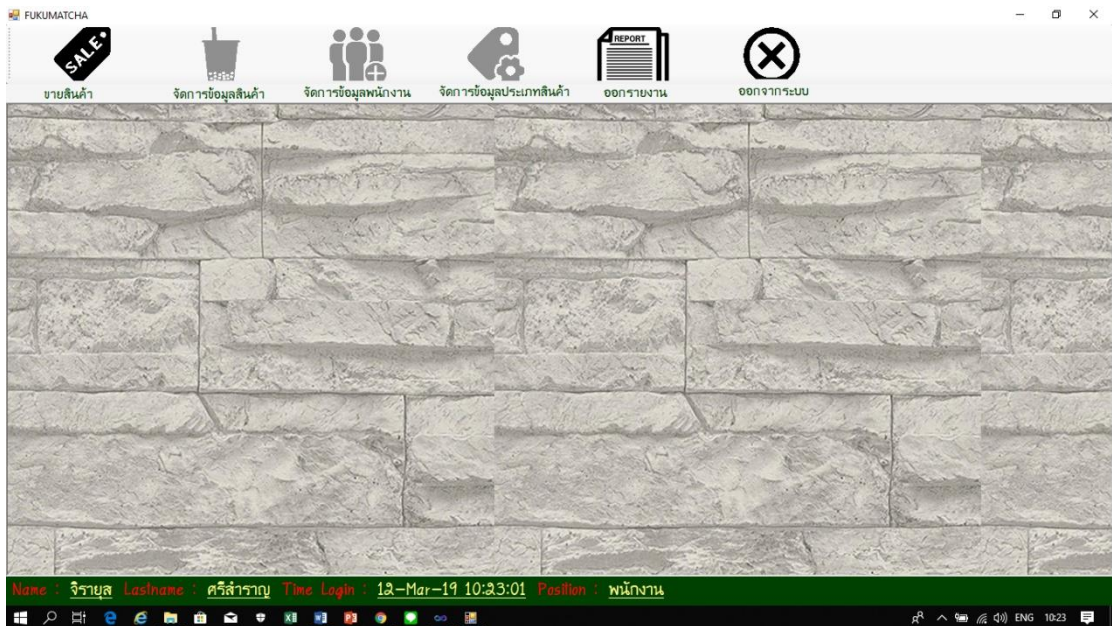 FUKUMATCHA
SALE
REPORT
ขายสินค้า จัดการข้อมูลสินค้า จัดการข้อมูลพนักงาน จัดการข้อมูลประเภทสินค้า ออกรายงาน ออกจากระบบ
Name : จิรายุส Lastname : ศรีสำราญ Time Login : 12-Mar-19 10:23:01 Position : พนักงาน
ENG 10:23